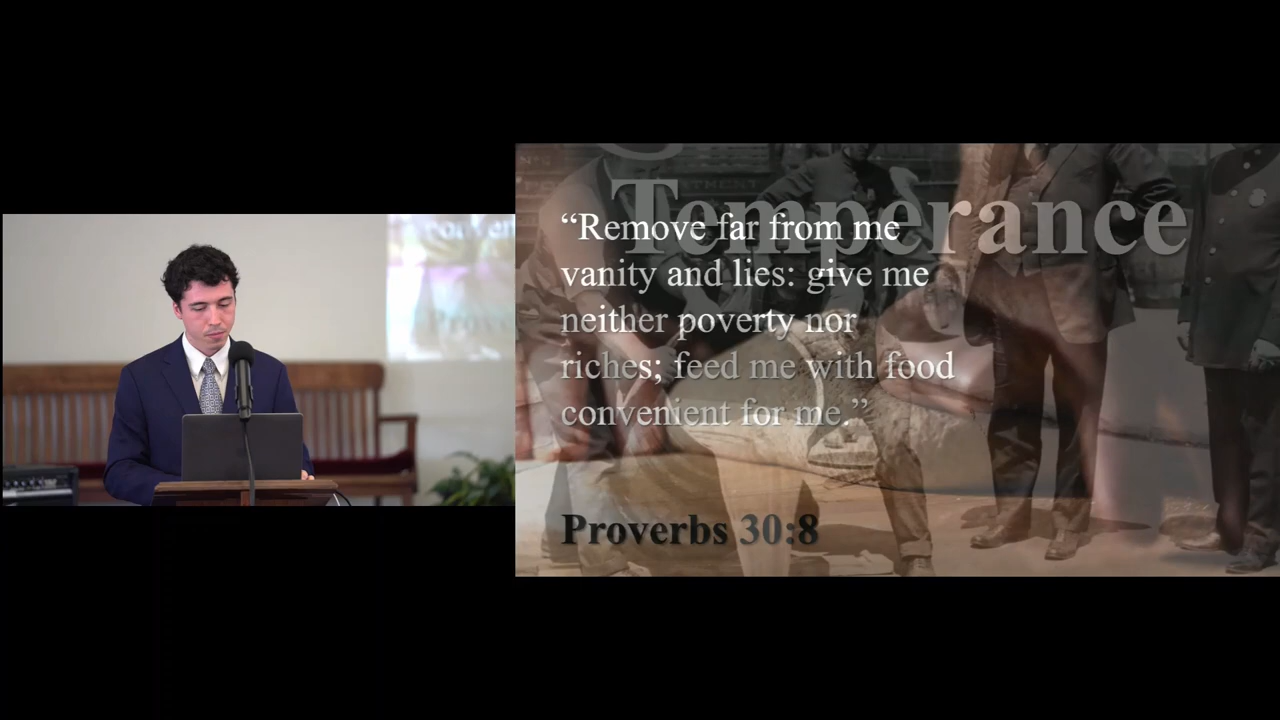 Temperance
“Remove far from me
vanity and lies: give me
neither poverty nor
riches; feed me with food
convenient for me.”
Proverbs 30:8